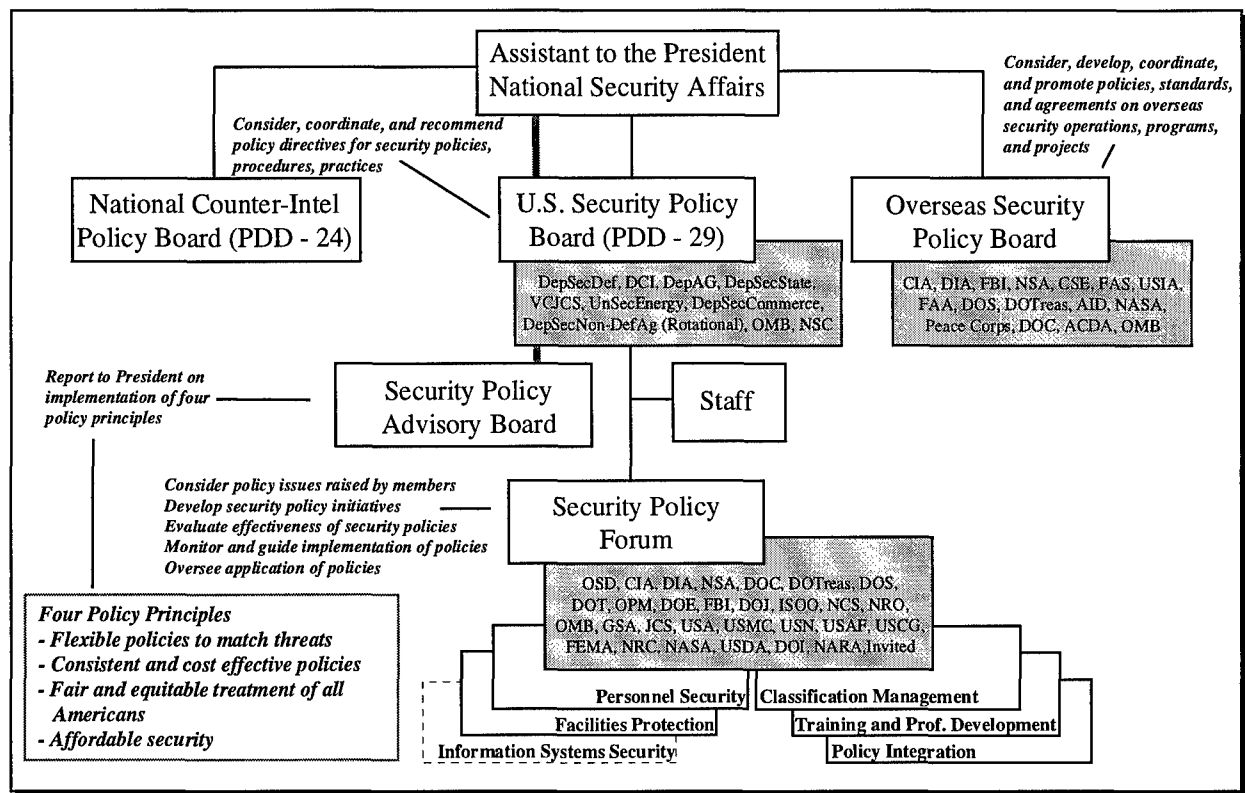 Assistant to the President
National Security Affairs
Consider, develop, coordinate,
and promote policies, standards,
and agreements on overseas
security operations, programs,
and projects
Consider, coordinate, and recommend
policy directives for security policies,
procedures, practices
National Counter-Intel
Policy Board (PDD - 24)
U.S. Security Policy
Board (PDD - 29)
Overseas Security
Policy Board
DepSecDef, DCI, DepAG, DepSecState,
VCJCS, UnSecEnergy, DepSecCommerce,
DepSecNon-DefAg (Rotational), OMB, NSC
CIA, DIA, FBI, NSA, CSE, FAS, USIA,
FAA, DOS, DOTreas, AID, NASA,
Peace Corps, DOC, ACDA, OMB
Report to President on
implementation of four
policy principles
Security Policy
Advisory Board
Staff
Consider policy issues raised by members
Develop security policy initiatives
Evaluate effectiveness of security policies
Monitor and guide implementation of policies
Oversee application of policies
Security Policy
Forum
OSD, CIA, DIA, NSA, DOC, DOTreas, DOS,
DOT, OPM, DOE, FBI, DOJ, ISOO, NCS, NRO,
OMB, GSA, JCS, USA, USMC, USN, USAF, USCG,
FEMA, NRC, NASA, USDA, DOI, NARA,Invited
Four Policy Principles
- Flexible policies to match threats
- Consistent and cost effective policies
- Fair and equitable treatment of all
Americans
- Affordable security
Personnel Security
Facilities Protection
Information Systems Security
Classification Management
Training and Prof. Development
Policy Integration